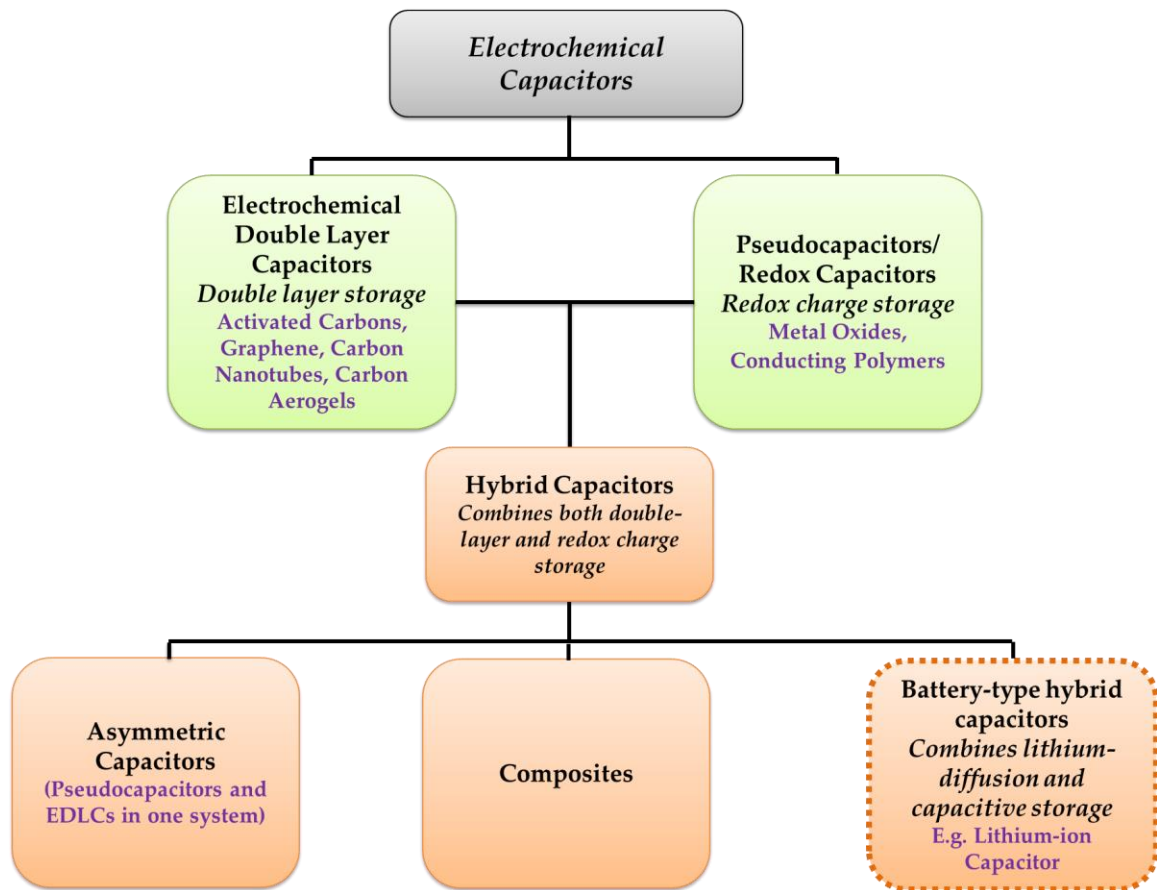 Electrochemical
Capacitors
Electrochemical
Double Layer
Capacitors
Double layer storage
Activated Carbons,
Graphene, Carbon
Nanotubes, Carbon
Aerogels
Pseudocapacitors/
Redox Capacitors
Redox charge storage
Metal Oxides,
Conducting Polymers
Hybrid Capacitors
Combines both double-
layer and redox charge
storage
Asymmetric
Capacitors
(Pseudocapacitors and
EDLCs in one system)
Composites
Battery-type hybrid
capacitors
Combines lithium-
diffusion and
capacitive storage
E.g. Lithium-ion
Capacitor